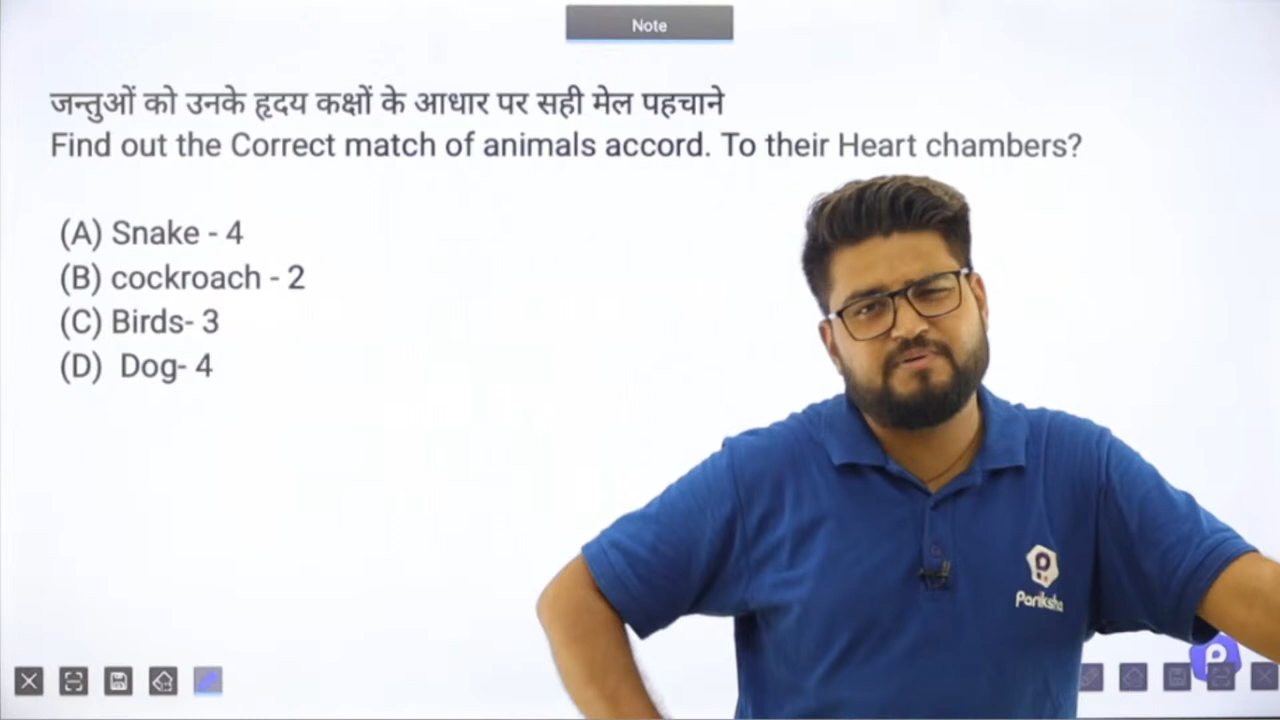 Note
जन्तुओं को उनके हृदय कक्षों के आधार पर सही मेल पहचाने
Find out the Correct match of animals accord. To their Heart chambers?
(A) Snake - 4
(B) cockroach - 2
(C) Birds- 3
(D) Dog- 4
Pariksha